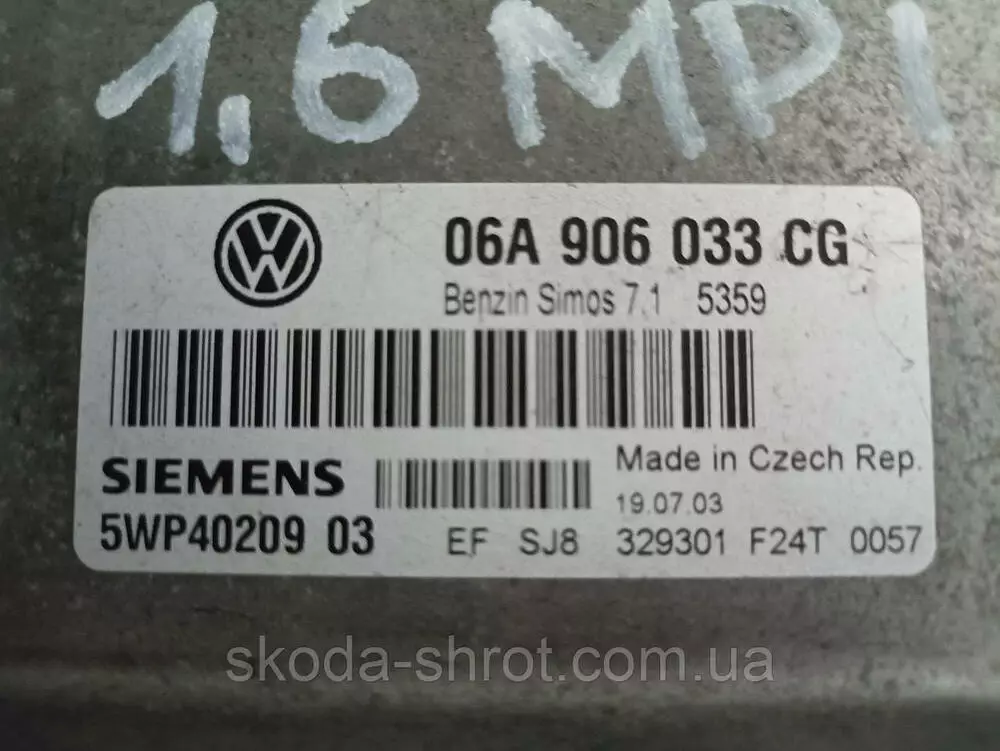 1,6 MPI
06A 906 033 CG
Benzin Simos 7.1 5359
SIEMENS
Made in Czech Rep.
19.07.03
5WP40209 03
EF SJ8 329301 F24T 0057
skoda-shrot.com.ua